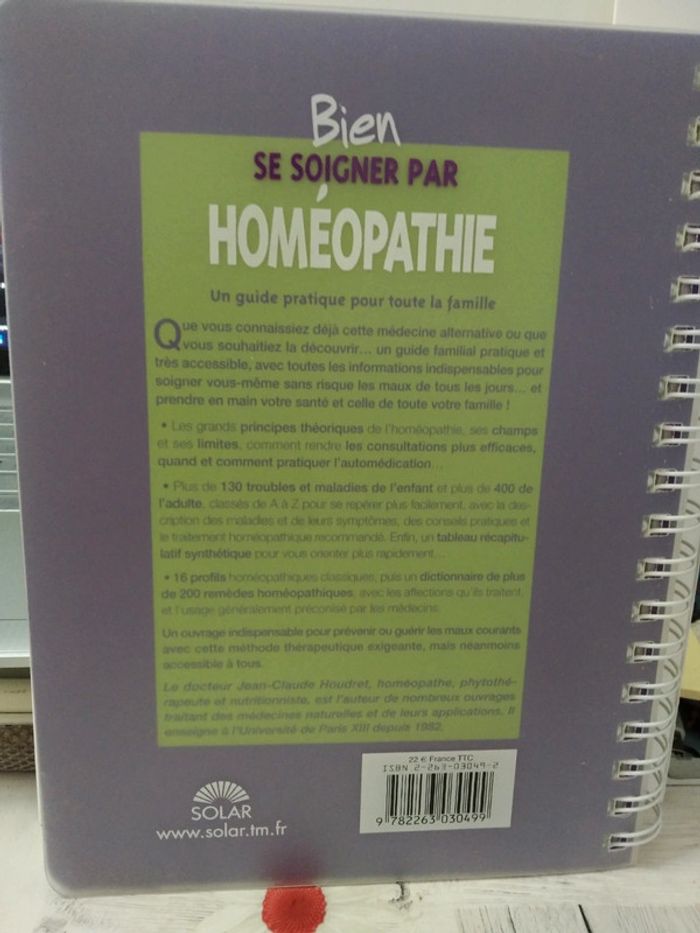 Bien
SE SOIGNER PAR
HOMÉOPATHIE
Un guide pratique pour toute la famille
Que vous connaissiez déjà cette médecine alternative ou que
vous souhaitiez la découvrir... un guide familial pratique et
très accessible, avec toutes les informations indispensables pour
soigner vous-même sans risque les maux de tous les jours... et
prendre en main votre santé et celle de toute votre famille !
• Les grands principes théoriques de l'homéopathie, ses champs
et ses limites, comment rendre les consultations plus efficaces,
quand et comment pratiquer l'automédication...
• Plus de 130 troubles et maladies de l'enfant et plus de 400 de
l'adulte, classés de A à Z pour se repérer plus facilement, avec la des-
cription des maladies et de leurs symptômes, des conseils pratiques et
le traitement homéopathique recommandé. Enfin, un tableau récapitu-
latif synthétique pour vous orienter plus rapidement...
• 16 profils homéopathiques classiques, puis un dictionnaire de plus
de 200 remèdes homéopathiques, avec les affections qu'ils traitent,
et l'usage généralement préconisé par les médecins.
Un ouvrage indispensable pour prévenir ou guérir les maux courants
avec cette méthode thérapeutique exigeante, mais néanmoins
accessible à tous.
Le docteur Jean-Claude Houdret, homéopathe, phytothé-
rapeute et nutritionniste, est l'auteur de nombreux ouvrages
traitant des médecines naturelles et de leurs applications. Il
enseigne à l'Université de Paris XIII depuis 1982.
22 € France TTC
ISBN 2-263-03049-2
9 782263 030499
SOLAR
www.solar.tm.fr